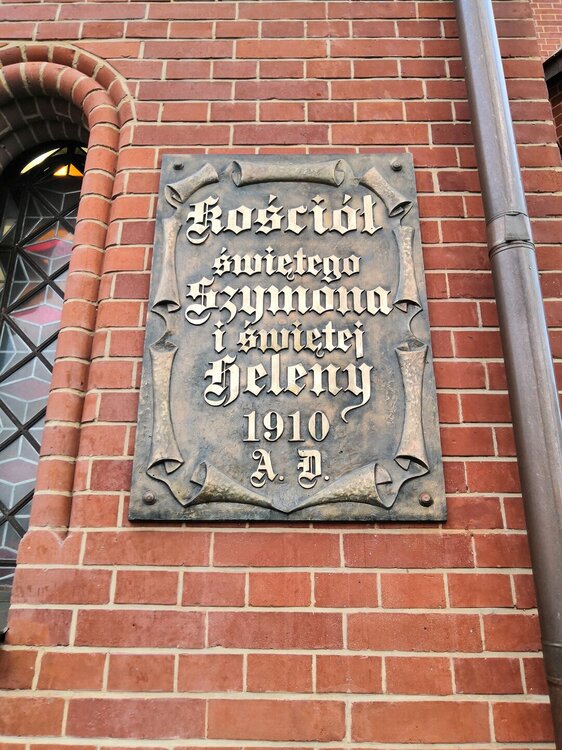 Kościół
świętego
Szymona
i świętej
Heleny
1910
A. D.